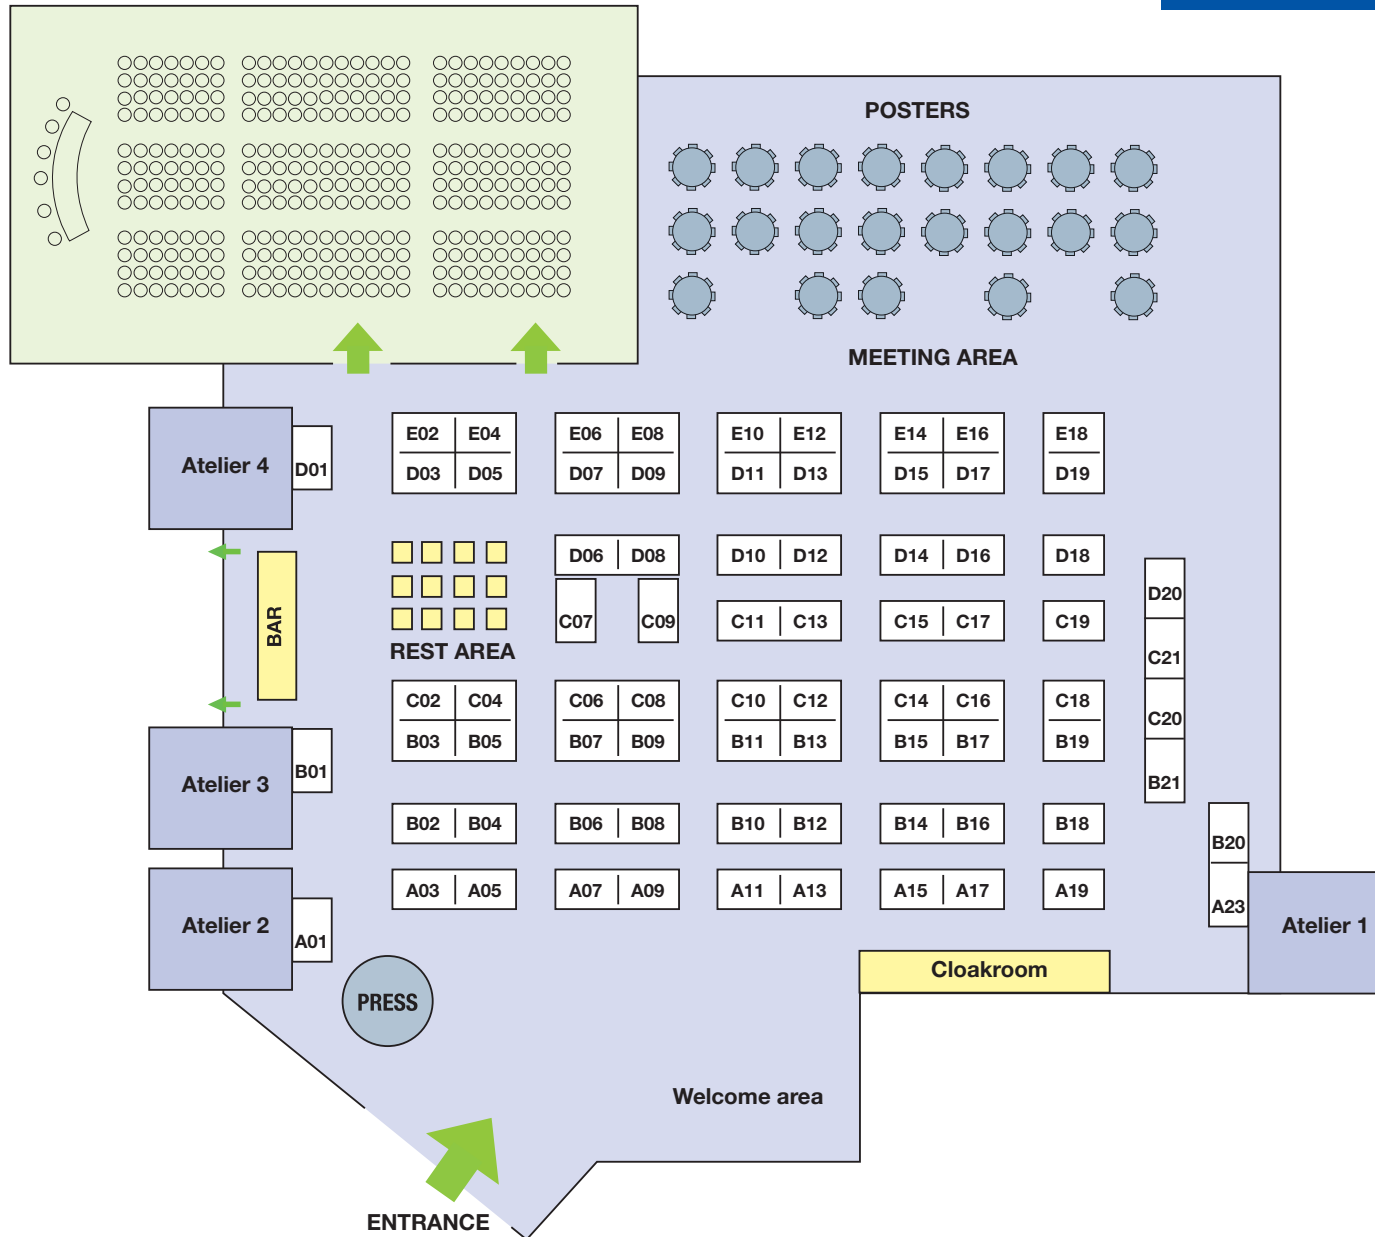 POSTERS
MEETING AREA
Atelier 4
D01
E02 E04
D03 D05
E06 E08
D07 D09
E10 E12
D11 D13
E14 E16
D15 D17
E18
D19
D06 D08
D10 D12
D14 D16
D18
BAR
REST AREA
C07
C09
C11 C13
C15 C17
C19
D20
C21
C20
B21
C02 C04
B03 B05
C06 C08
B07 B09
C10 C12
B11 B13
C14 C16
B15 B17
C18
B19
Atelier 3
B01
B02 B04
B06 B08
B10 B12
B14 B16
B18
B20
A23
Atelier 2
A01
A03 A05
A07 A09
A11 A13
A15 A17
A19
Atelier 1
Cloakroom
PRESS
Welcome area
ENTRANCE